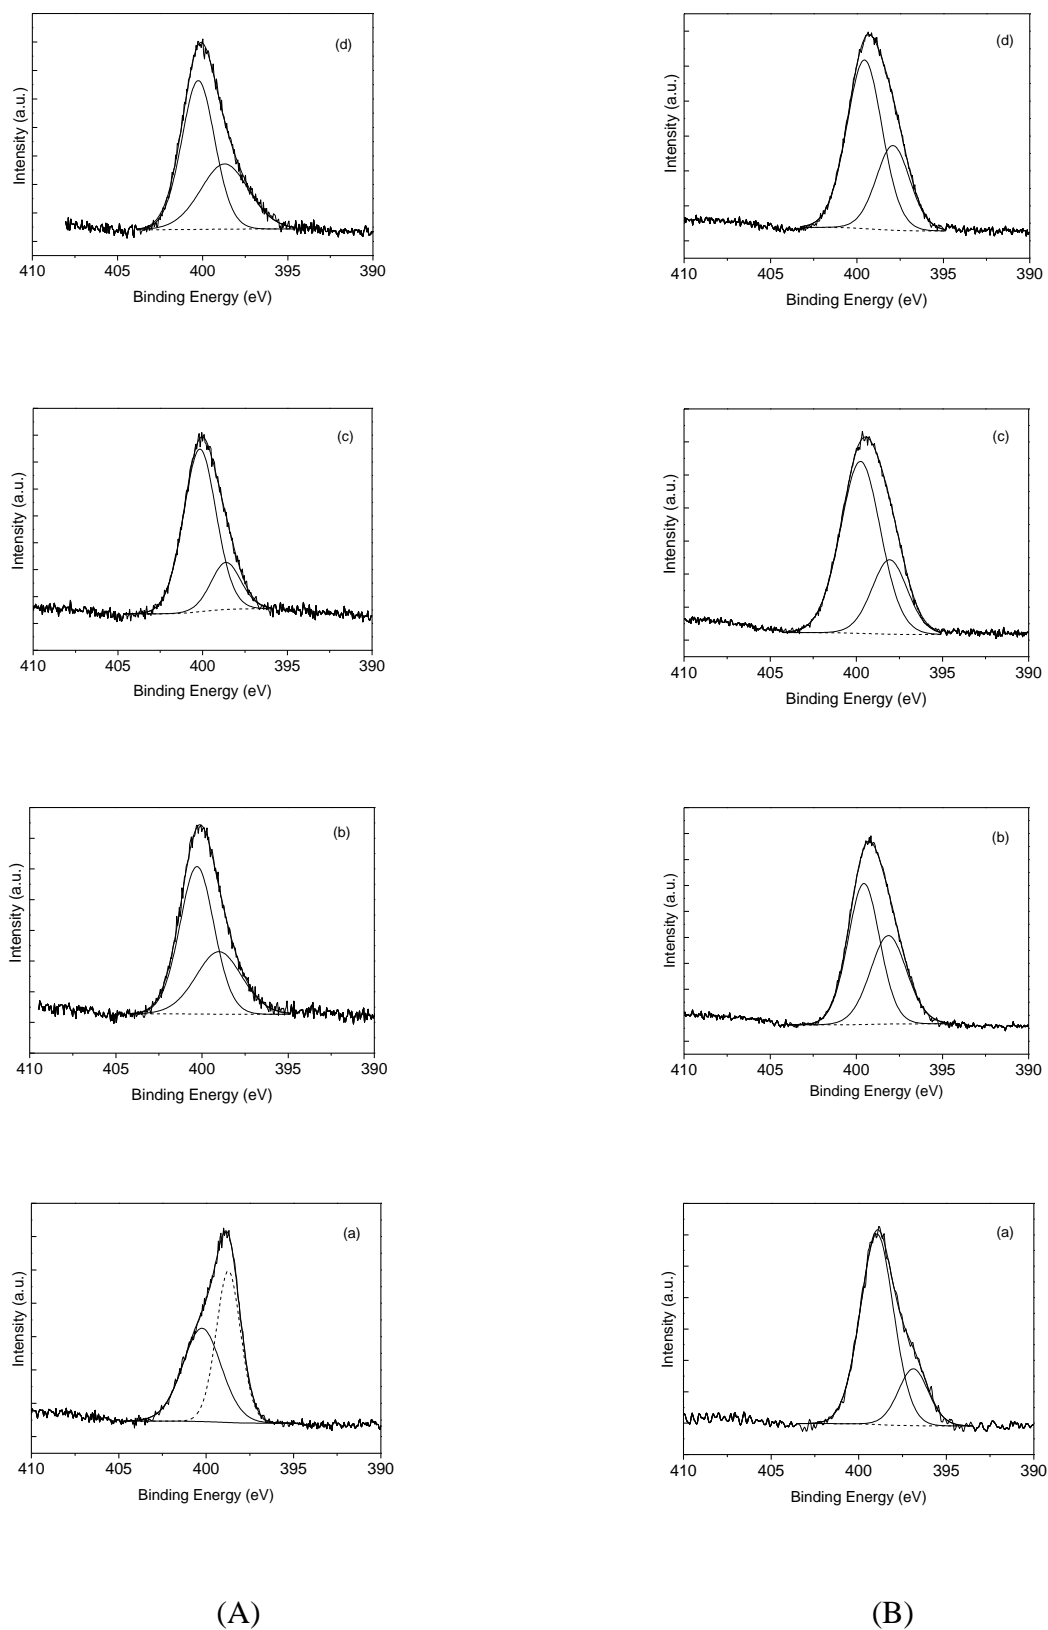 (d)
Intensity (a.u.)
410 405 400 395 390
Binding Energy (eV)
(d)
Intensity (a.u.)
410 405 400 395 390
Binding Energy (eV)
(c)
Intensity (a.u.)
410 405 400 395 390
Binding Energy (eV)
(c)
Intensity (a.u.)
410 405 400 395 390
Binding Energy (eV)
(b)
Intensity (a.u.)
410 405 400 395 390
Binding Energy (eV)
(b)
Intensity (a.u.)
410 405 400 395 390
Binding Energy (eV)
(a)
Intensity (a.u.)
410 405 400 395 390
Binding Energy (eV)
(a)
Intensity (a.u.)
410 405 400 395 390
Binding Energy (eV)
(A)
(B)